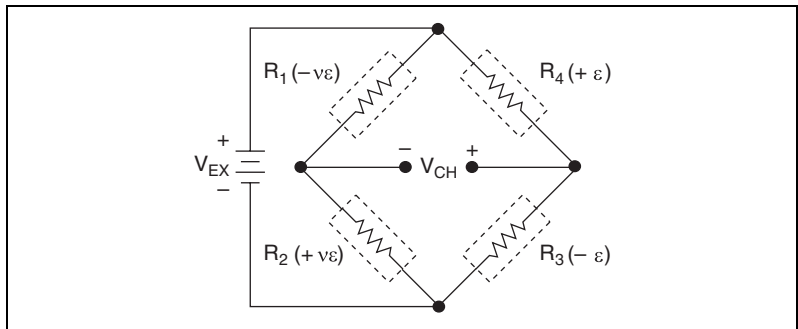 R1 (−νε)
R4 (+ ε)
+
VEX
−
− VCH +
R2 (+ νε)
R3 (− ε)